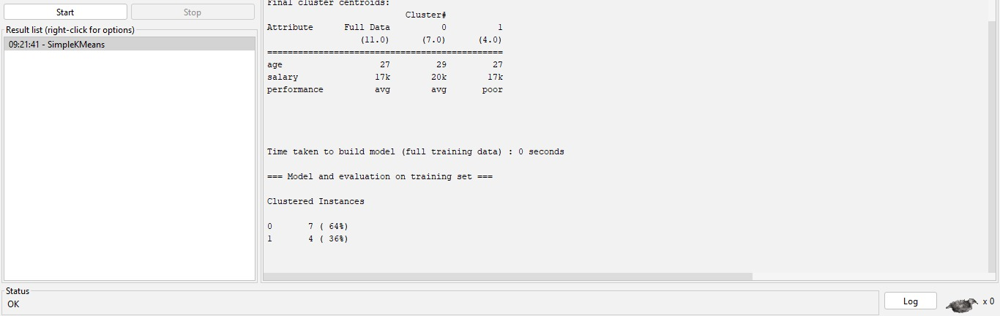 Start
Stop
Result list (right-click for options)
09:21:41 - SimpleKMeans
Final cluster centroids:
Cluster#
Attribute Full Data 0 1
(11.0) (7.0) (4.0)
==============================================
age 27 29 27
salary 17k 20k 17k
performance avg avg poor
Time taken to build model (full training data) : 0 seconds
=== Model and evaluation on training set ===
Clustered Instances
0 7 ( 64%)
1 4 ( 36%)
Status
OK
Log
x 0